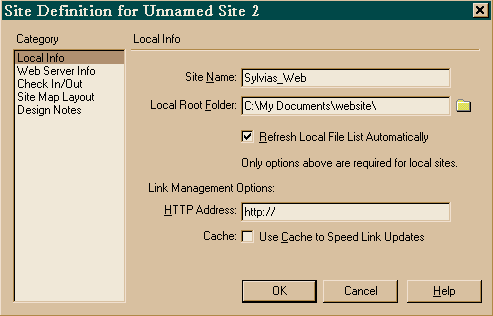 Site Definition for Unnamed Site 2
Category
Local Info
Web Server Info
Check In/Out
Site Map Layout
Design Notes
Local Info
Site Name: Sylvias_Web
Local Root Folder: C:\My Documents\website\
Refresh Local File List Automatically
Only options above are required for local sites.
Link Management Options:
HTTP Address: http://
Cache: Use Cache to Speed Link Updates
OK Cancel Help